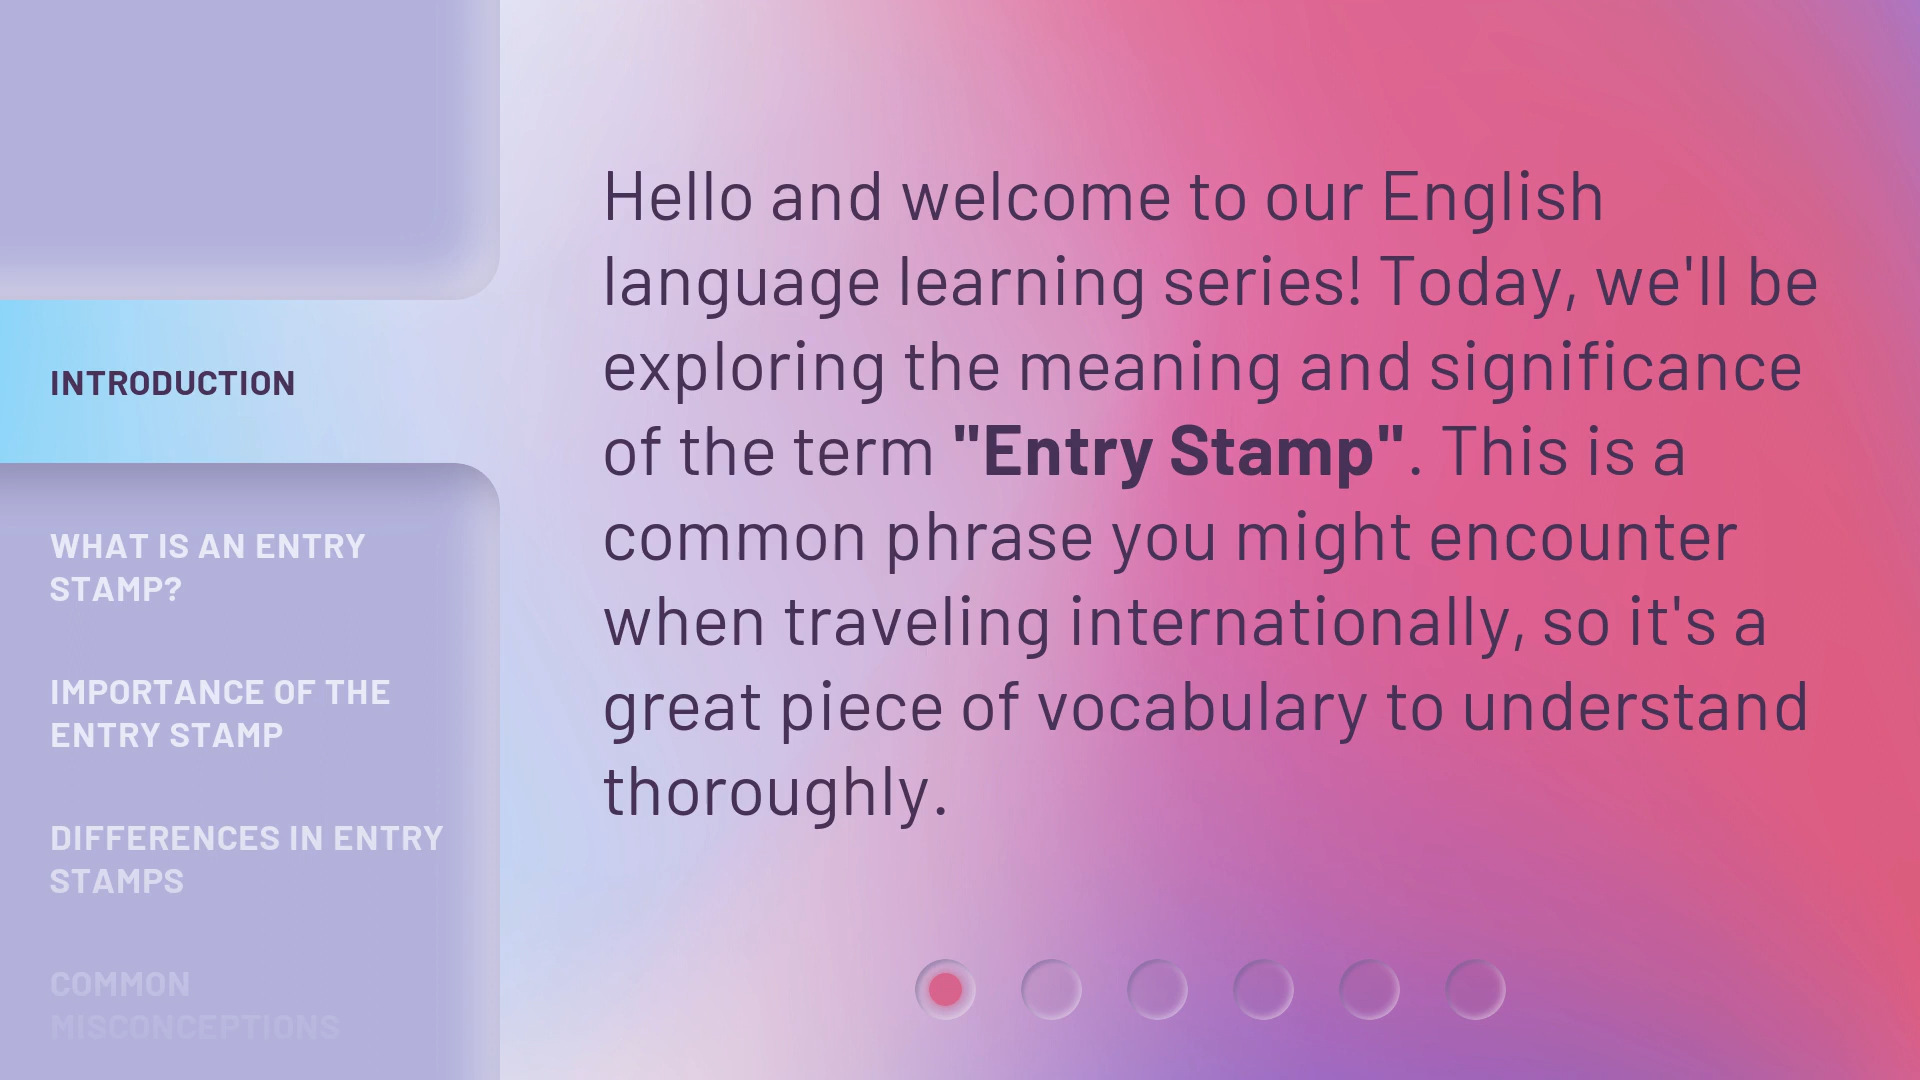 INTRODUCTION
WHAT IS AN ENTRY
STAMP?
IMPORTANCE OF THE
ENTRY STAMP
DIFFERENCES IN ENTRY
STAMPS
COMMON
MISCONCEPTIONS
Hello and welcome to our English
language learning series! Today, we'll be
exploring the meaning and significance
of the term "Entry Stamp". This is a
common phrase you might encounter
when traveling internationally, so it's a
great piece of vocabulary to understand
thoroughly.